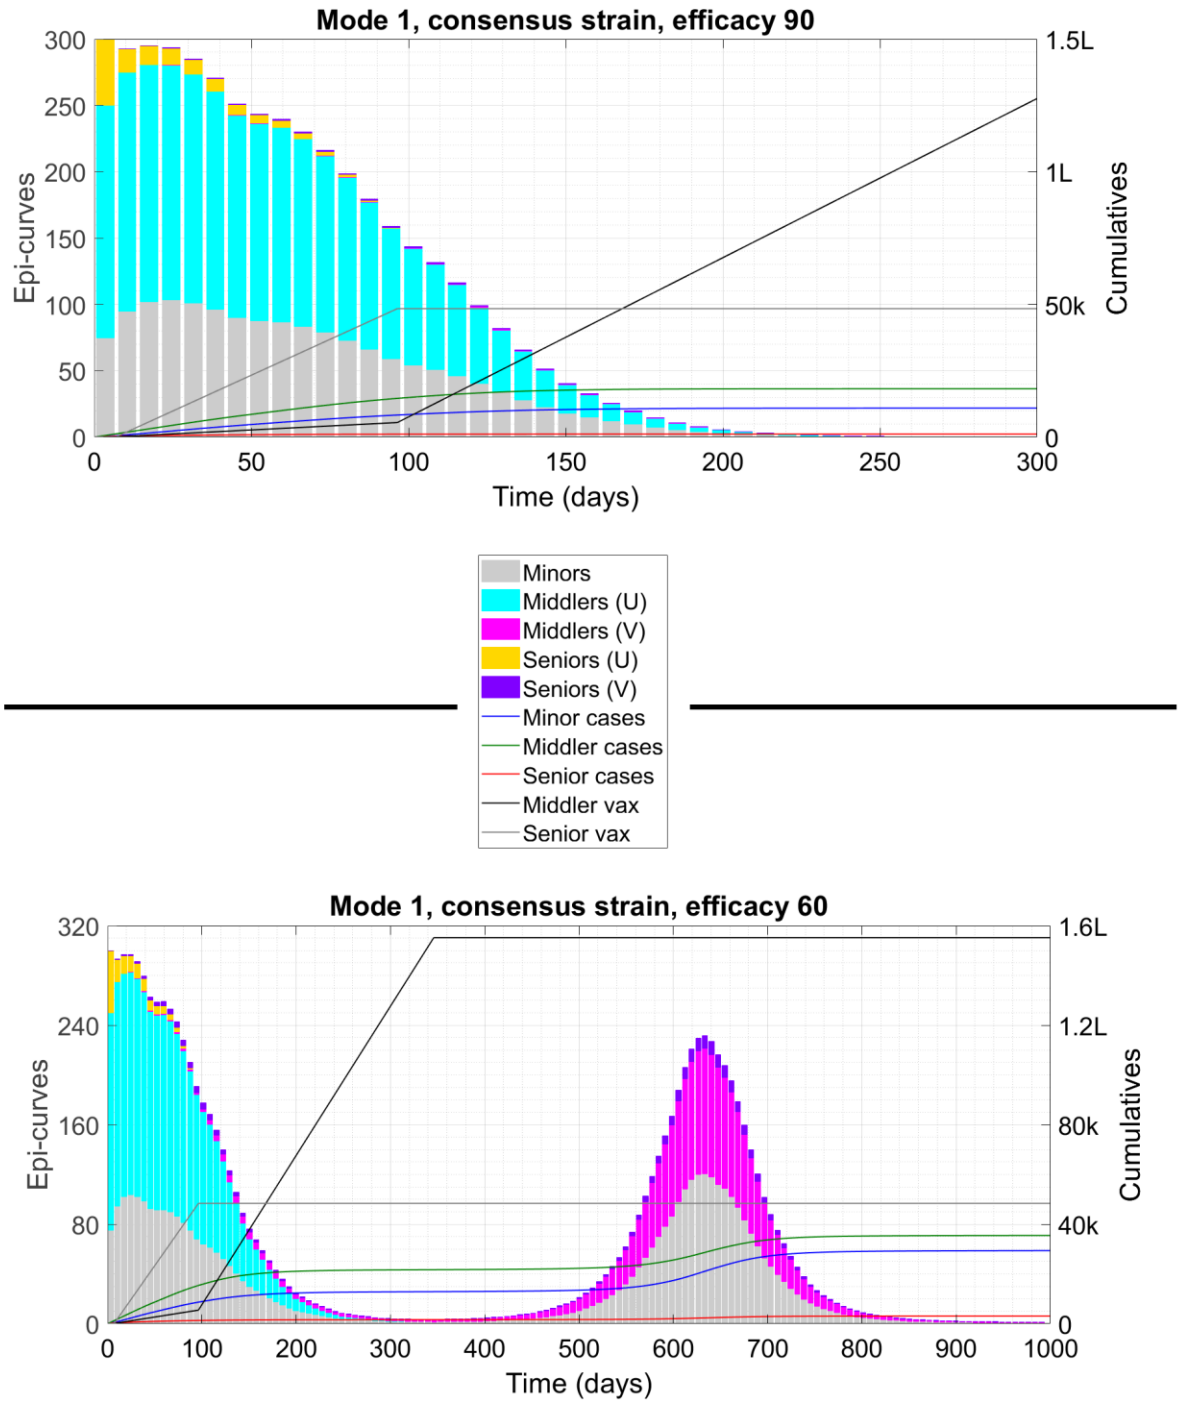 Mode 1, consensus strain, efficacy 90
300
250
200
150
100
50
0
Epi-curves
1.5L
1L
50k
0
Cumulatives
0 50 100 150 200 250 300
Time (days)
Minors
Middlers (U)
Middlers (V)
Seniors (U)
Seniors (V)
Minor cases
Middler cases
Senior cases
Middler vax
Senior vax
Mode 1, consensus strain, efficacy 60
320
240
160
80
0
Epi-curves
1.6L
1.2L
80k
40k
0
Cumulatives
0 100 200 300 400 500 600 700 800 900 1000
Time (days)